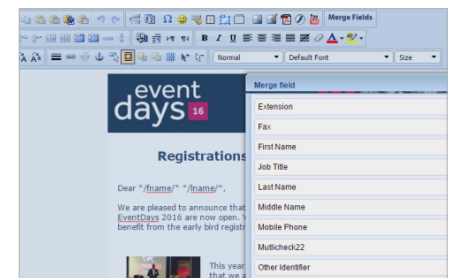 Merge Fields
Normal
Default Font
Size
event
days 16
Merge field
Extension
Fax
First Name
Job Title
Last Name
Middle Name
Mobile Phone
Mutlicheck22
Other Identifier
Registrations
Dear */fname/* */lname/*,
We are pleased to announce that
EventDays 2016 are now open. Y
benefit from the early bird registr
This year
that we a